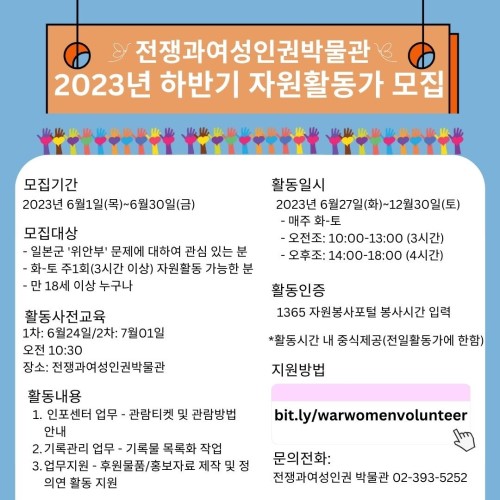 전쟁과여성인권박물관
2023년 하반기 자원활동가 모집
모집기간
2023년 6월1일(목)~6월30일(금)
모집대상
- 일본군 '위안부' 문제에 대하여 관심 있는 분
- 화-토 주1회(3시간 이상) 자원활동 가능한 분
- 만 18세 이상 누구나
활동사전교육
1차: 6월24일/2차: 7월01일
오전 10:30
장소: 전쟁과여성인권박물관
활동내용
1. 인포센터 업무 - 관람티켓 및 관람방법
안내
2.기록관리 업무 - 기록물 목록화 작업
3.업무지원 - 후원물품/홍보자료 제작 및 정
의연 활동 지원
활동일시
2023년 6월27일(화)~12월30일(토)
- 매주 화-토
- 오전조: 10:00-13:00 (3시간)
- 오후조: 14:00-18:00 (4시간)
활동인증
1365 자원봉사포털 봉사시간 입력
*활동시간 내 중식제공(전일활동가에 한함)
지원방법
bit.ly/warwomenvolunteer
문의전화:
전쟁과여성인권 박물관 02-393-5252